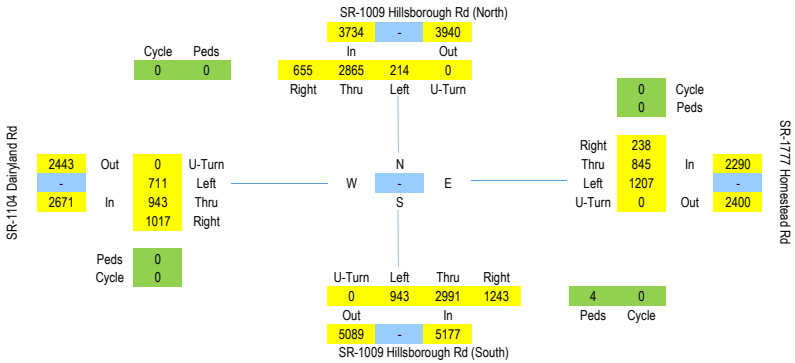 SR-1009 Hillsborough Rd (North)
3734 - 3940
Cycle Peds In Out
0 0 655 2865 214 0
Right Thru Left U-Turn
0 Cycle
0 Peds
SR-1104 Dairyland Rd
SR-1777 Homestead Rd
Right 238
2443 Out 0 U-Turn N Thru 845 In 2290
- 711 Left W - E Left 1207 -
2671 In 943 Thru S U-Turn 0 Out 2400
1017 Right
Peds 0
Cycle 0
U-Turn Left Thru Right
0 943 2991 1243 4 0
Out In Peds Cycle
5089 - 5177
SR-1009 Hillsborough Rd (South)